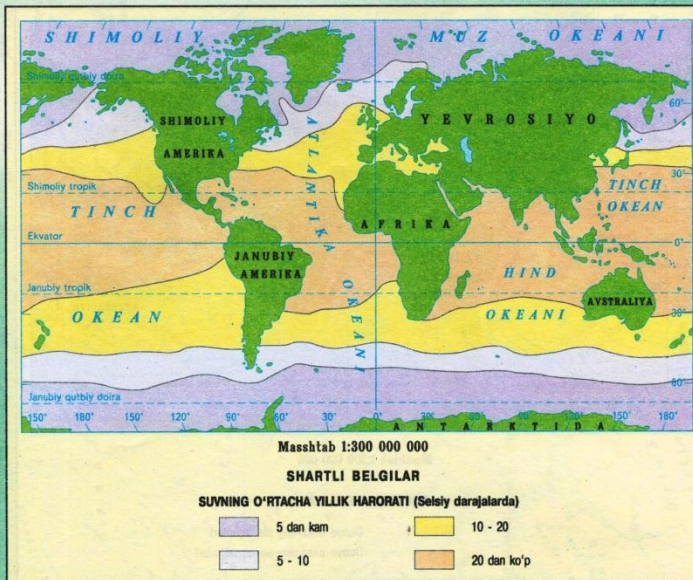 SHIMOLIY MUZ OKEANI
Shimoliy qutbiy doira
60°
SHIMOLIY
AMERIKA
ATLANTIKA
YEVROSIYO
30°
Shimoliy tropik
TINCH
TINCH
OKEAN
AFRIKA
Ekvator
0°
JANUBIY
AMERIKA
HIND
Janubiy tropik
AVSTRALIYA
OKEAN
OKEANI
OKEANI
30°
60°
Janubiy qutbiy doira
150° 180° 150° 120° 90° 60° 30° 0° 30° 60° 90° 120° 150° 180°
ANTARKTIDA
Masshtab 1:300 000 000
SHARTLI BELGILAR
SUVNING O'RTACHA YILLIK HARORATI (Selsiy darajalarda)
5 dan kam
10 - 20
5 - 10
20 dan ko'p